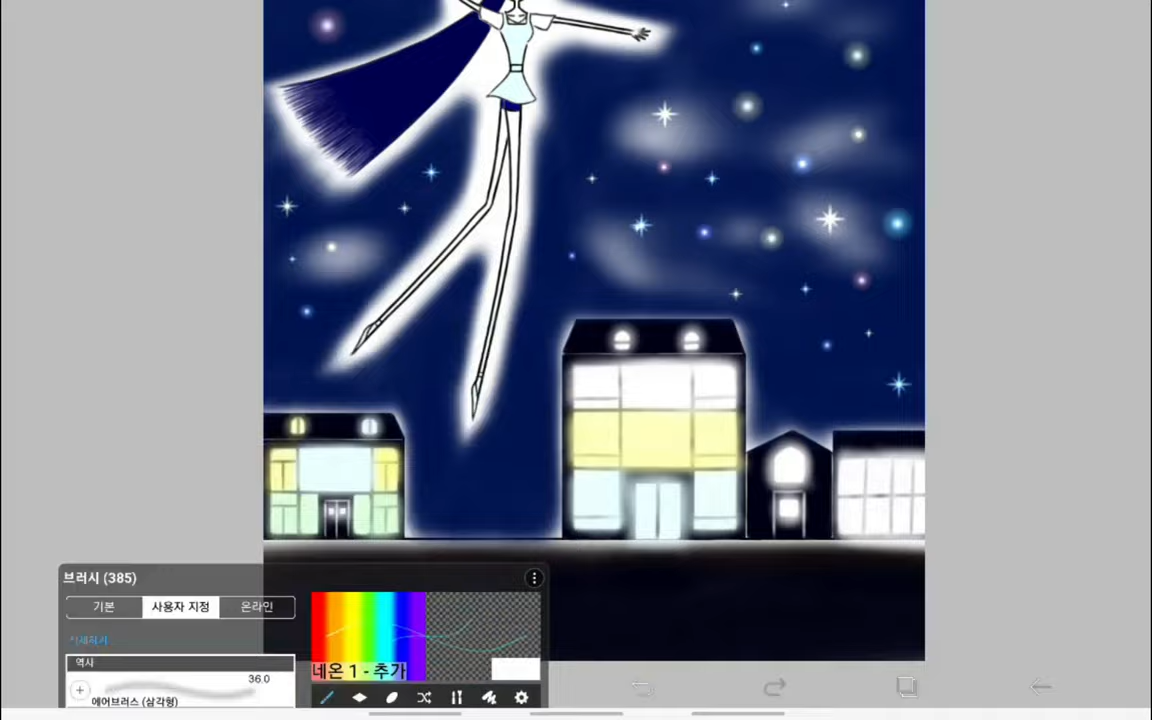 브러시 (385)
기본 사용자 지정 온라인
역사
36.0
에어브러스 (삼각형)
네온 1 - 추가